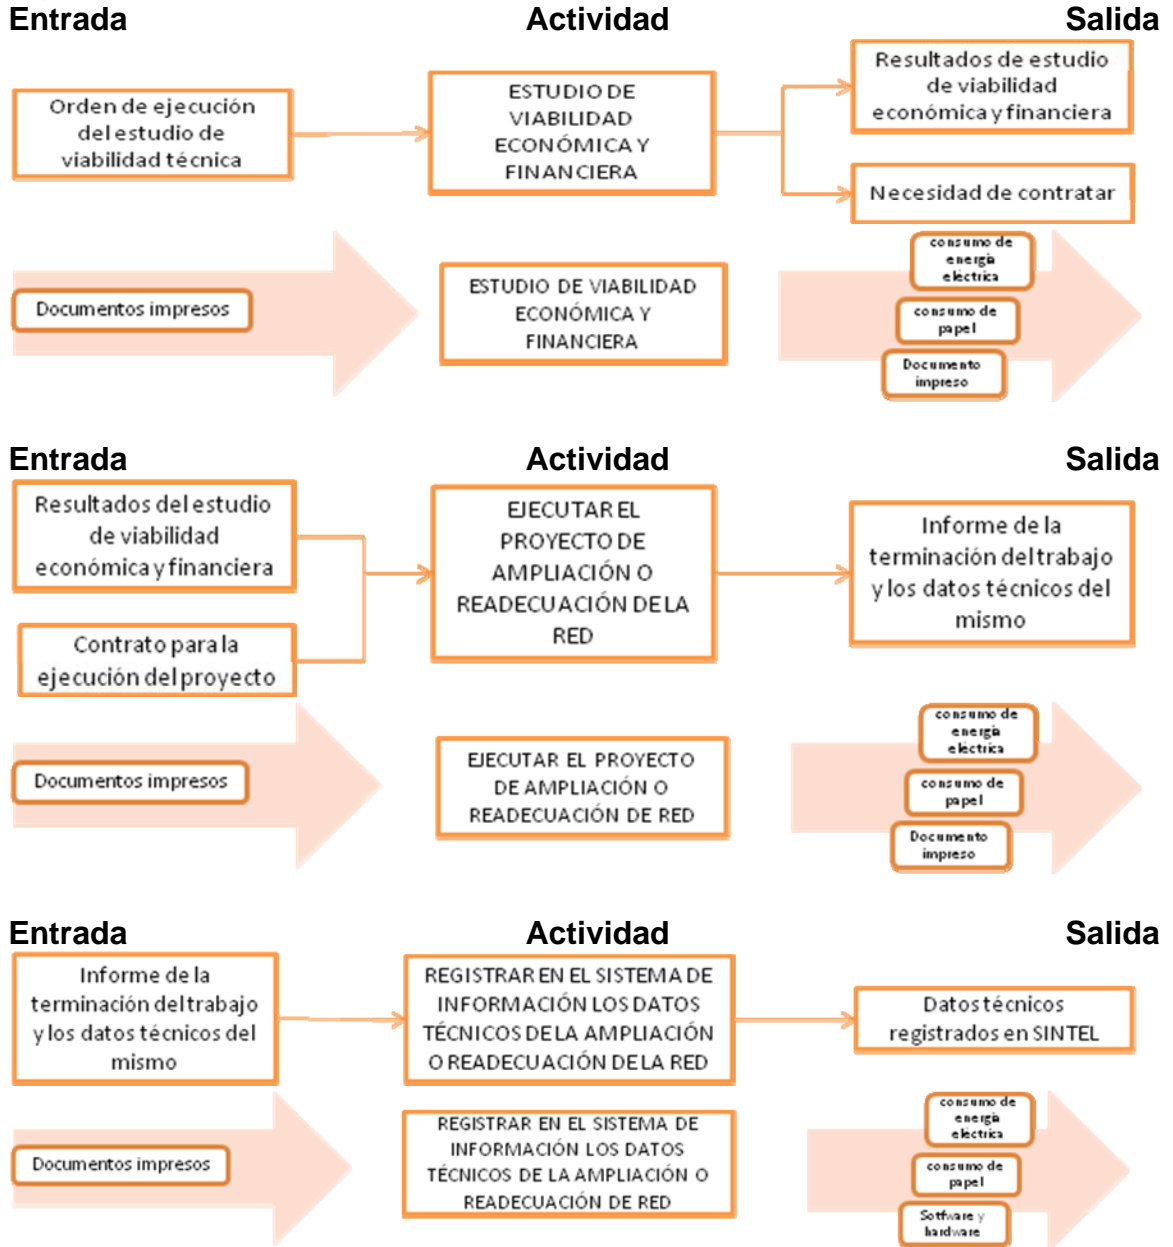 Entrada
Actividad
Salida
Orden de ejecución
del estudio de
viabilidad técnica
ESTUDIO DE
VIABILIDAD
ECONÓMICA Y
FINANCIERA
Resultados de estudio
de viabilidad
económica y financiera
Necesidad de contratar
Documentos impresos
ESTUDIO DE VIABILIDAD
ECONÓMICA Y
FINANCIERA
consumo de
energía
eléctrica
consumo de
papel
Documento
impreso
Entrada
Actividad
Salida
Resultados del estudio
de viabilidad
económica y financiera
Contrato para la
ejecución del proyecto
EJECUTAR EL
PROYECTO DE
AMPLIACIÓN O
READECUACIÓN DE LA
RED
Informe de la
terminación del trabajo
y los datos técnicos del
mismo
Documentos impresos
EJECUTAR EL PROYECTO
DE AMPLIACIÓN O
READECUACIÓN DE RED
consumo de
energía
eléctrica
consumo de
papel
Documento
impreso
Entrada
Actividad
Salida
Informe de la
terminación del trabajo
y los datos técnicos del
mismo
REGISTRAR EN EL SISTEMA DE
INFORMACIÓN LOS DATOS
TÉCNICOS DE LA AMPLIACIÓN
O READECUACIÓN DE LA RED
Datos técnicos
registrados en SINTEL
Documentos impresos
REGISTRAR EN EL SISTEMA DE
INFORMACIÓN LOS DATOS
TÉCNICOS DE LA AMPLIACIÓN O
READECUACIÓN DE RED
consumo de
energía
eléctrica
consumo de
papel
Sotfware y
hardware